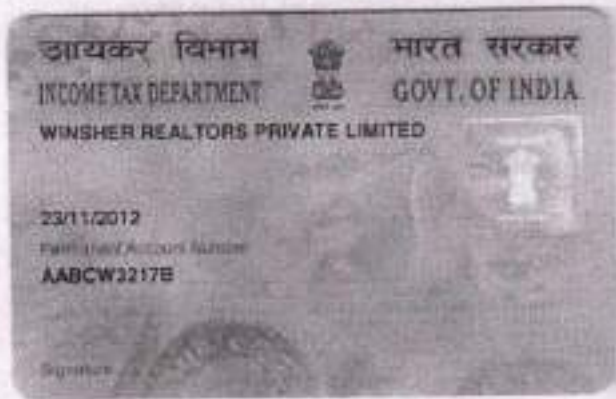 आयकर विभाग
INCOME TAX DEPARTMENT
भारत सरकार
GOVT. OF INDIA
WINSHER REALTORS PRIVATE LIMITED
23/11/2012
Permanent Account Number
AABCW3217B
Signature